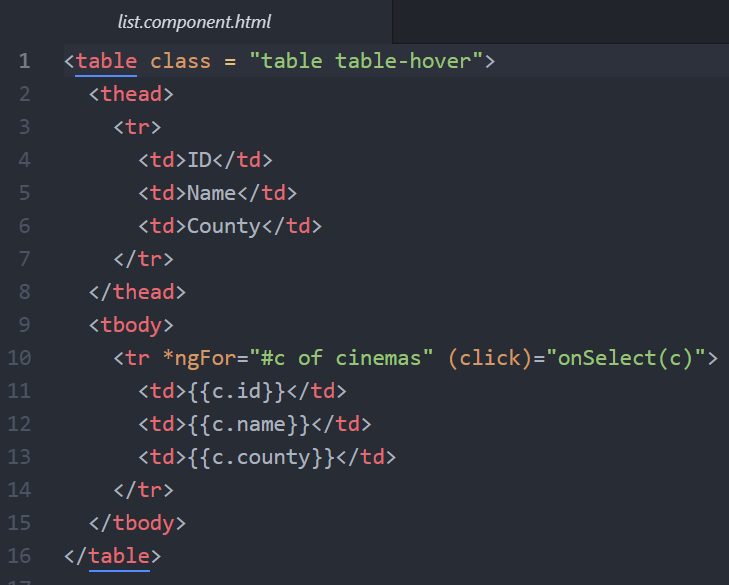 list.component.html
1 <table class = "table table-hover">
2   <thead>
3     <tr>
4       <td>ID</td>
5       <td>Name</td>
6       <td>County</td>
7     </tr>
8   </thead>
9   <tbody>
10     <tr *ngFor="#c of cinemas" (click)="onSelect(c)">
11       <td>{{c.id}}</td>
12       <td>{{c.name}}</td>
13       <td>{{c.county}}</td>
14     </tr>
15   </tbody>
16 </table>
17